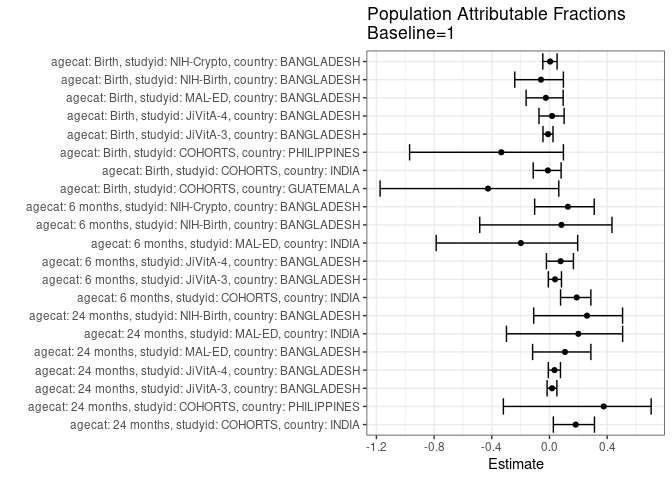 Population Attributable Fractions
Baseline=1
agecat: Birth, studyid: NIH-Crypto, country: BANGLADESH
agecat: Birth, studyid: NIH-Birth, country: BANGLADESH
agecat: Birth, studyid: MAL-ED, country: BANGLADESH
agecat: Birth, studyid: JiVitA-4, country: BANGLADESH
agecat: Birth, studyid: JiVitA-3, country: BANGLADESH
agecat: Birth, studyid: COHORTS, country: PHILIPPINES
agecat: Birth, studyid: COHORTS, country: INDIA
agecat: Birth, studyid: COHORTS, country: GUATEMALA
agecat: 6 months, studyid: NIH-Crypto, country: BANGLADESH
agecat: 6 months, studyid: NIH-Birth, country: BANGLADESH
agecat: 6 months, studyid: MAL-ED, country: INDIA
agecat: 6 months, studyid: JiVitA-4, country: BANGLADESH
agecat: 6 months, studyid: JiVitA-3, country: BANGLADESH
agecat: 6 months, studyid: COHORTS, country: INDIA
agecat: 24 months, studyid: NIH-Birth, country: BANGLADESH
agecat: 24 months, studyid: MAL-ED, country: INDIA
agecat: 24 months, studyid: MAL-ED, country: BANGLADESH
agecat: 24 months, studyid: JiVitA-4, country: BANGLADESH
agecat: 24 months, studyid: JiVitA-3, country: BANGLADESH
agecat: 24 months, studyid: COHORTS, country: PHILIPPINES
agecat: 24 months, studyid: COHORTS, country: INDIA
-1.2 -0.8 -0.4 0.0 0.4
Estimate